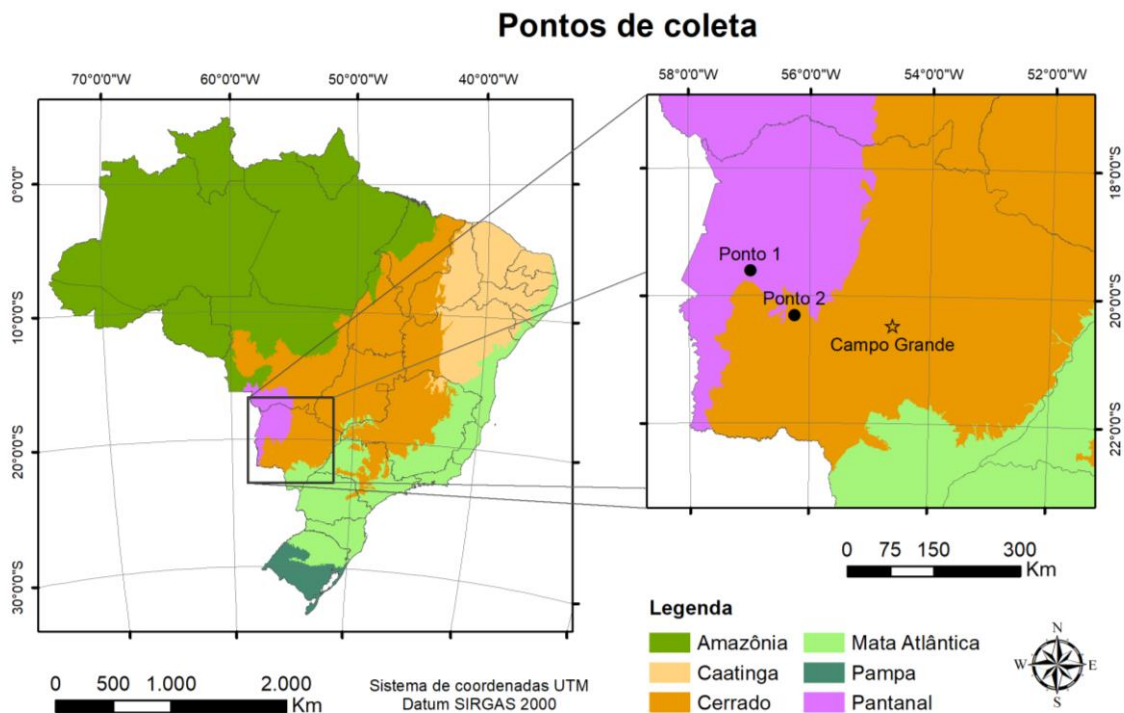 Pontos de coleta
70°0'0"W 60°0'0"W 50°0'0"W 40°0'0"W
58°0'0"W 56°0'0"W 54°0'0"W 52°0'0"W
0°0'0"
10°0'0"S
20°0'0"S
30°0'0"S
18°0'0"S
20°0'0"S
22°0'0"S
Ponto 1
Ponto 2
Campo Grande
0 75 150 300
Km
Legenda
Amazônia
Caatinga
Cerrado
Mata Atlântica
Pampa
Pantanal
N
W E
S
0 500 1.000 2.000
Km
Sistema de coordenadas UTM
Datum SIRGAS 2000